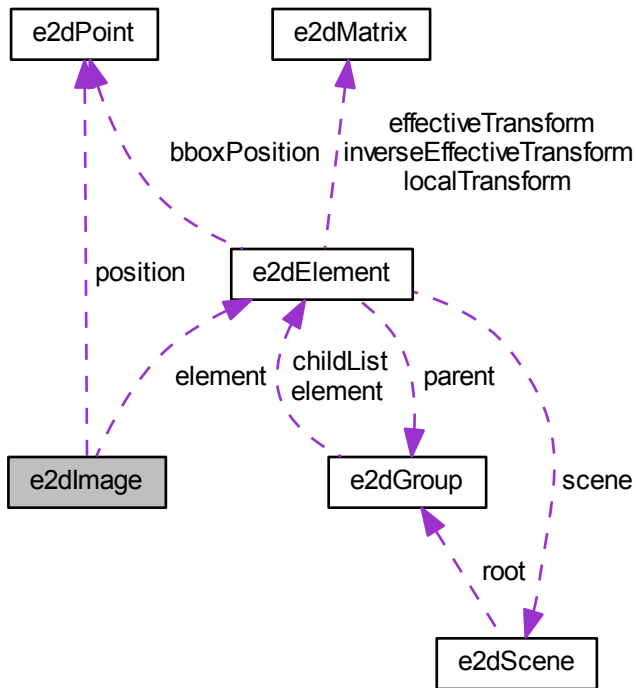 e2dPoint
e2dMatrix
effectiveTransform
bboxPosition
inverseEffectiveTransform
localTransform
position
e2dElement
element
childList
element
parent
e2dImage
e2dGroup
scene
root
e2dScene